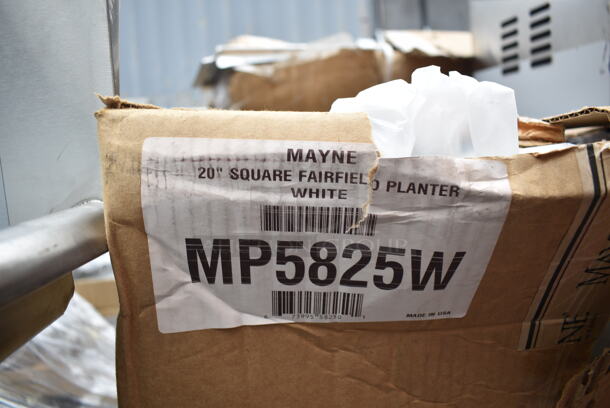 MAYNE
20" SQUARE FAIRFIELD PLANTER
WHITE
MP5825W
MADE IN USA